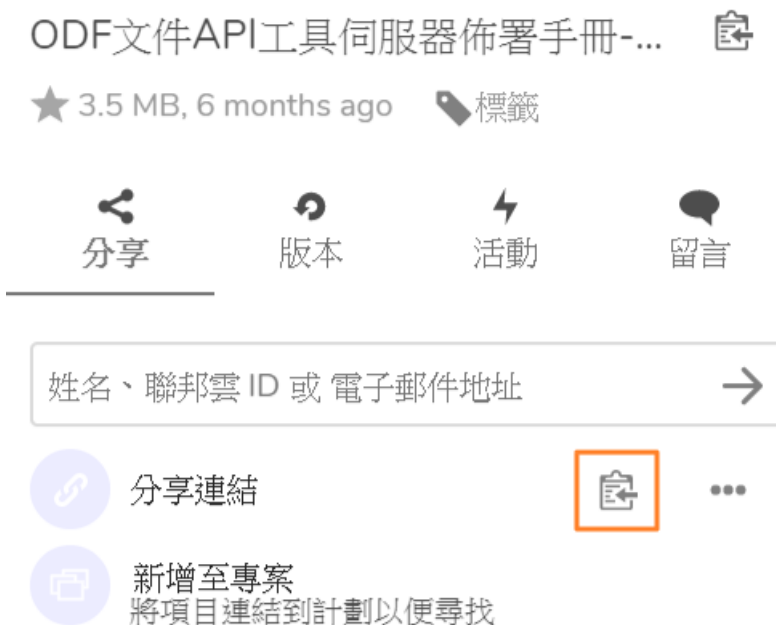 ODF文件API工具伺服器佈署手冊-...
3.5 MB, 6 months ago 標籤
分享 版本 活動 留言
姓名、聯邦雲 ID 或 電子郵件地址
分享連結
新增至專案
將項目連結到計劃以便尋找